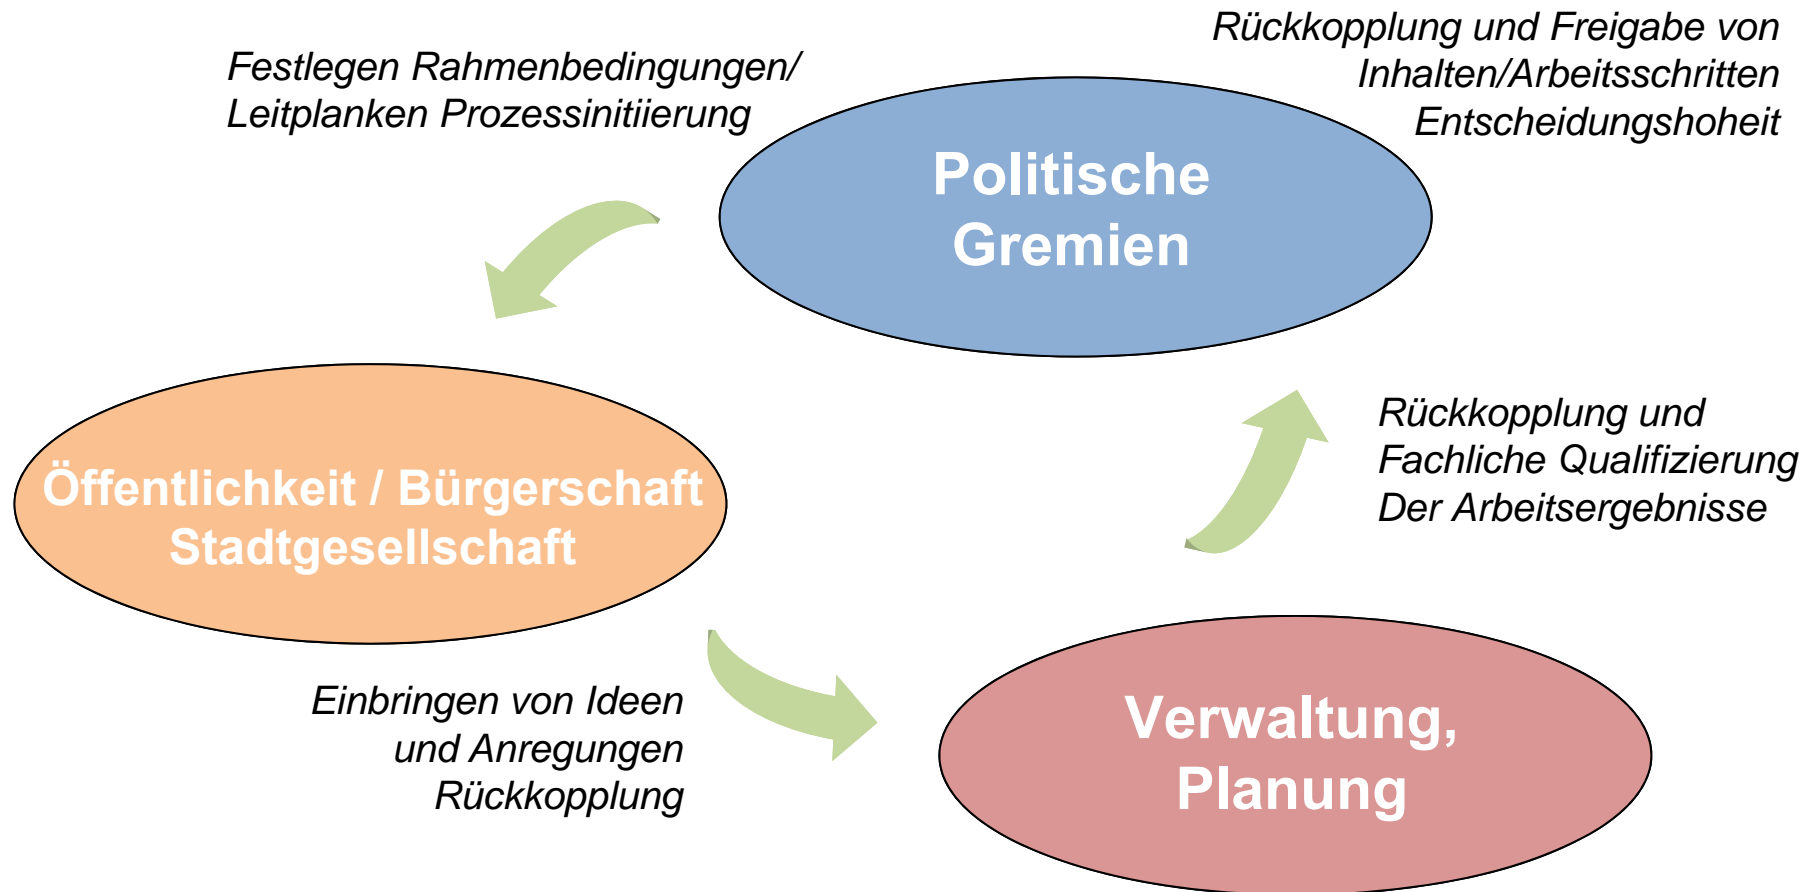 Festlegen Rahmenbedingungen/
Leitplanken Prozessinitiierung
Rückkopplung und Freigabe von
Inhalten/Arbeitsschritten
Entscheidungshoheit
Politische
Gremien
Öffentlichkeit / Bürgerschaft
Stadtgesellschaft
Rückkopplung und
Fachliche Qualifizierung
Der Arbeitsergebnisse
Einbringen von Ideen
und Anregungen
Rückkopplung
Verwaltung,
Planung